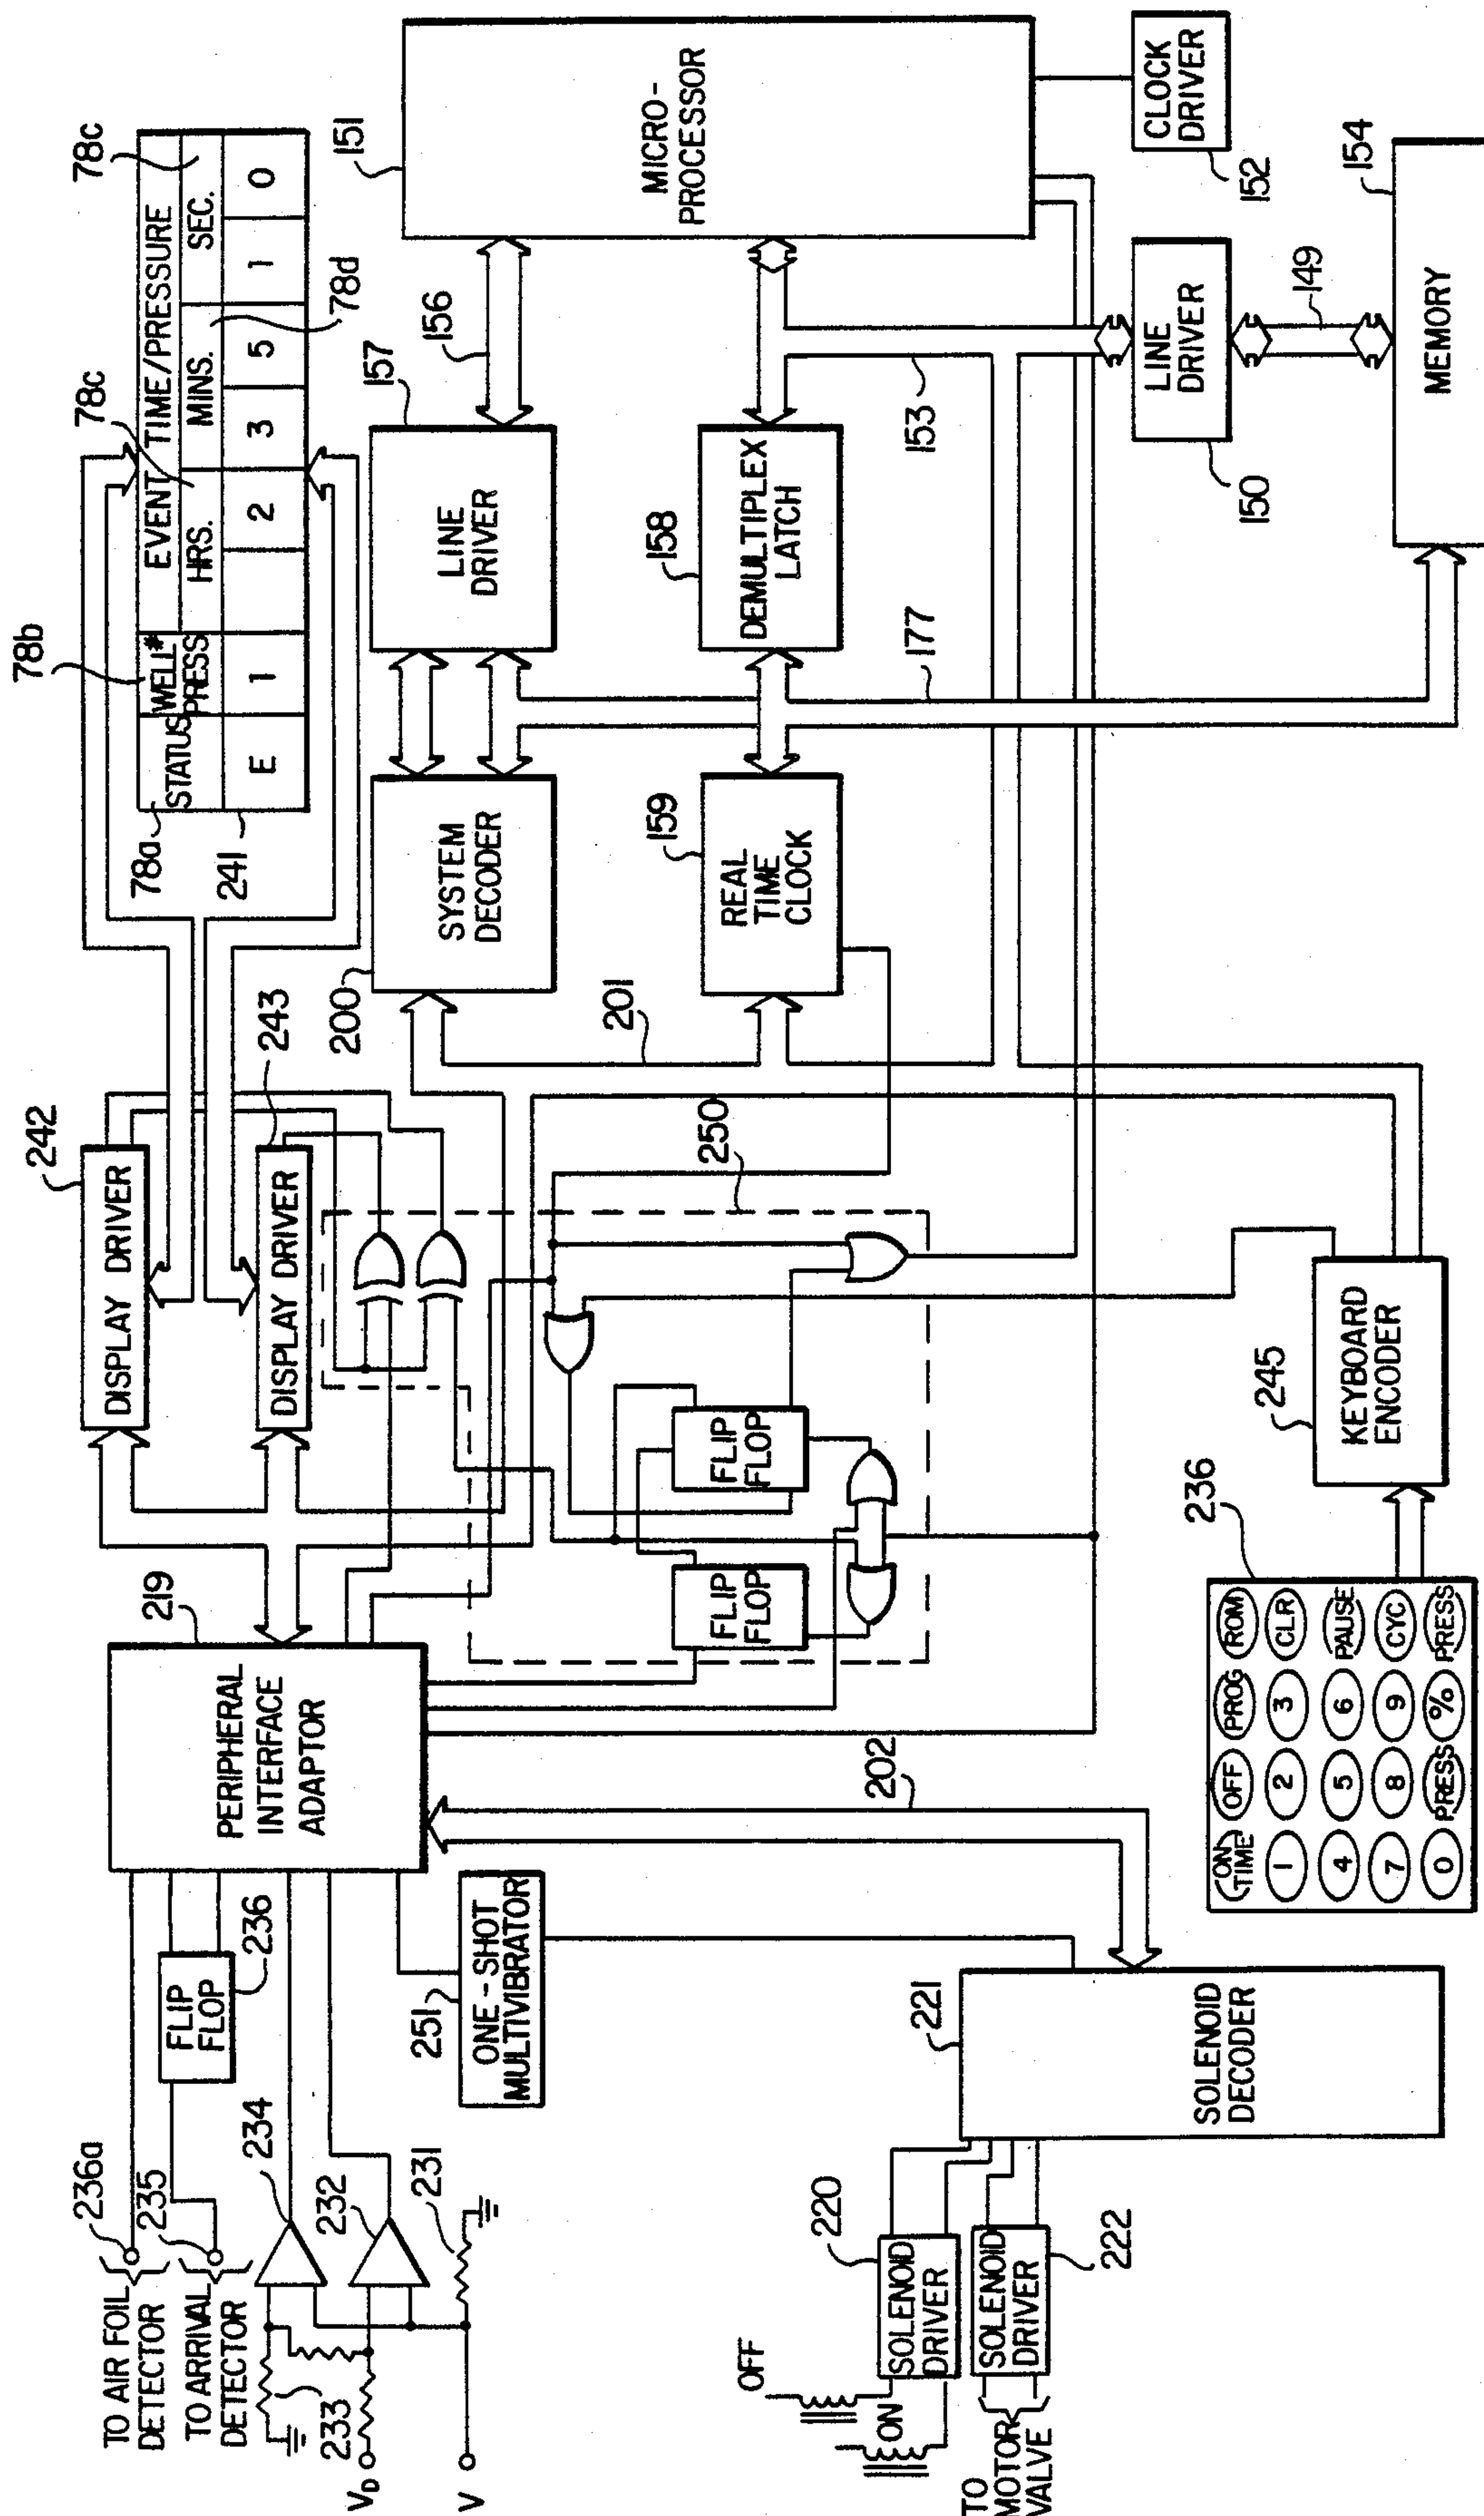 TO AIR FOIL
DETECTOR
236a
TO ARRIVAL
DETECTOR
235
FLIP
FLOP
236
234
232
231
233
V_D
V
219
PERIPHERAL
INTERFACE
ADAPTOR
251
ONE-SHOT
MULTIVIBRATOR
242
DISPLAY DRIVER
243
DISPLAY DRIVER
78a
78b
78c
78c
78d
241
STATUS
WELL#
PRESS
EVENT TIME/PRESSURE
HRS.
MINS.
SEC.
E
1
2
3
5
1
0
200
SYSTEM
DECODER
157
LINE
DRIVER
156
151
MICRO-
PROCESSOR
201
159
REAL
TIME
CLOCK
158
DEMULTIPLEX
LATCH
177
153
250
FLIP
FLOP
FLIP
FLOP
202
OFF
ON
220
SOLENOID
DRIVER
222
SOLENOID
DRIVER
TO
MOTOR
VALVE
221
SOLENOID
DECODER
236
ON
TIME
OFF
PROG
ROM
1
2
3
CLR
4
5
6
PAUSE
7
8
9
CYC
0
PRESS
%
PRESS
245
KEYBOARD
ENCODER
150
LINE
DRIVER
152
CLOCK
DRIVER
149
154
MEMORY